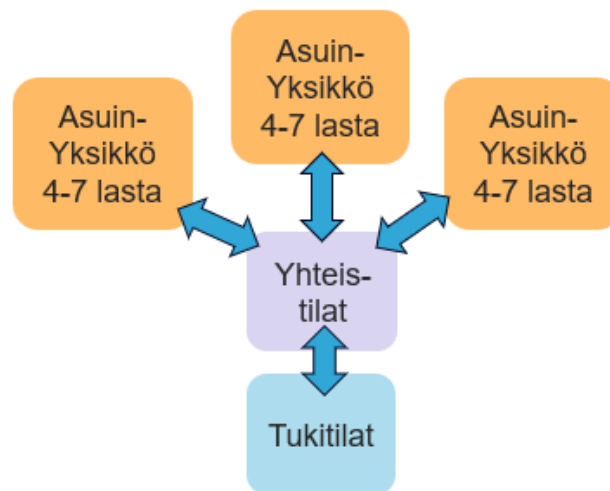 Asuin-
Yksikkö
4-7 lasta
Asuin-
Yksikkö
4-7 lasta
Asuin-
Yksikkö
4-7 lasta
Yhteis-
tilat
Tukitilat